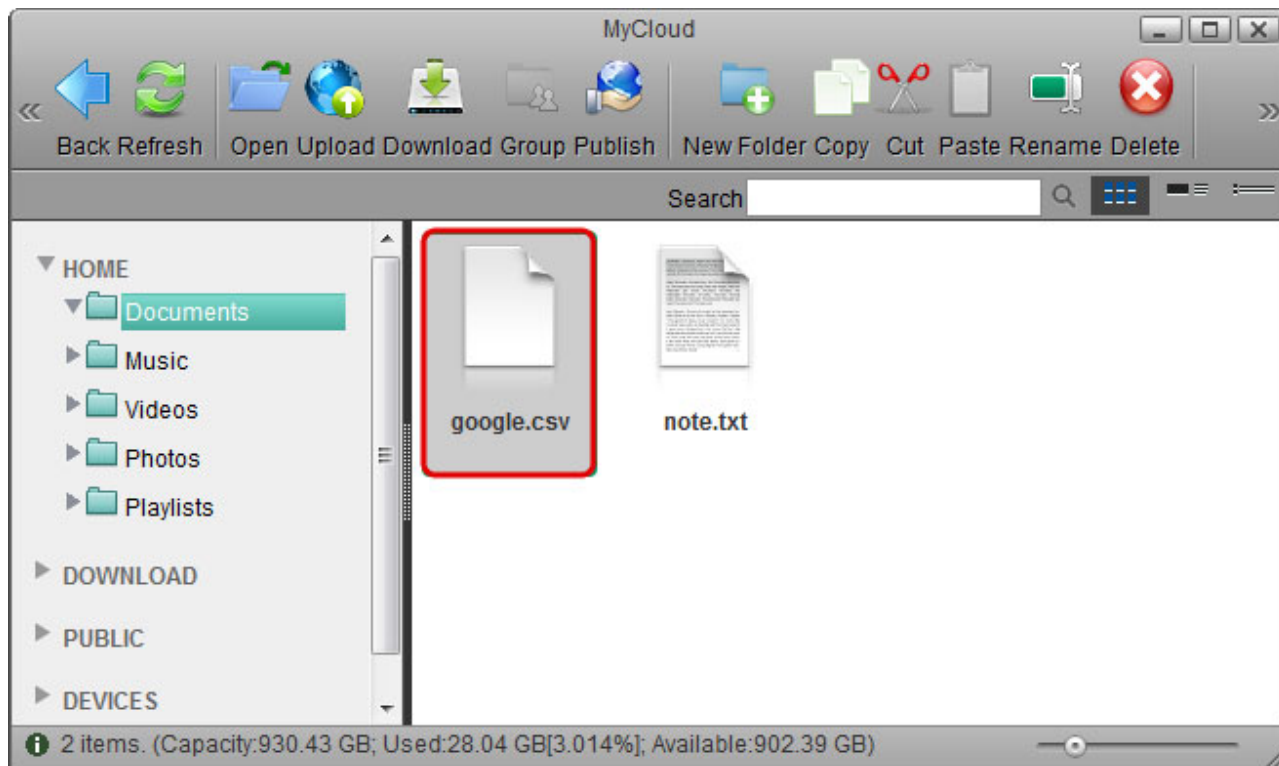 MyCloud
Back Refresh Open Upload Download Group Publish New Folder Copy Cut Paste Rename Delete
Search
HOME
Documents
Music
Videos
Photos
Playlists
DOWNLOAD
PUBLIC
DEVICES
google.csv note.txt
2 items. (Capacity:930.43 GB; Used:28.04 GB[3.014%]; Available:902.39 GB)